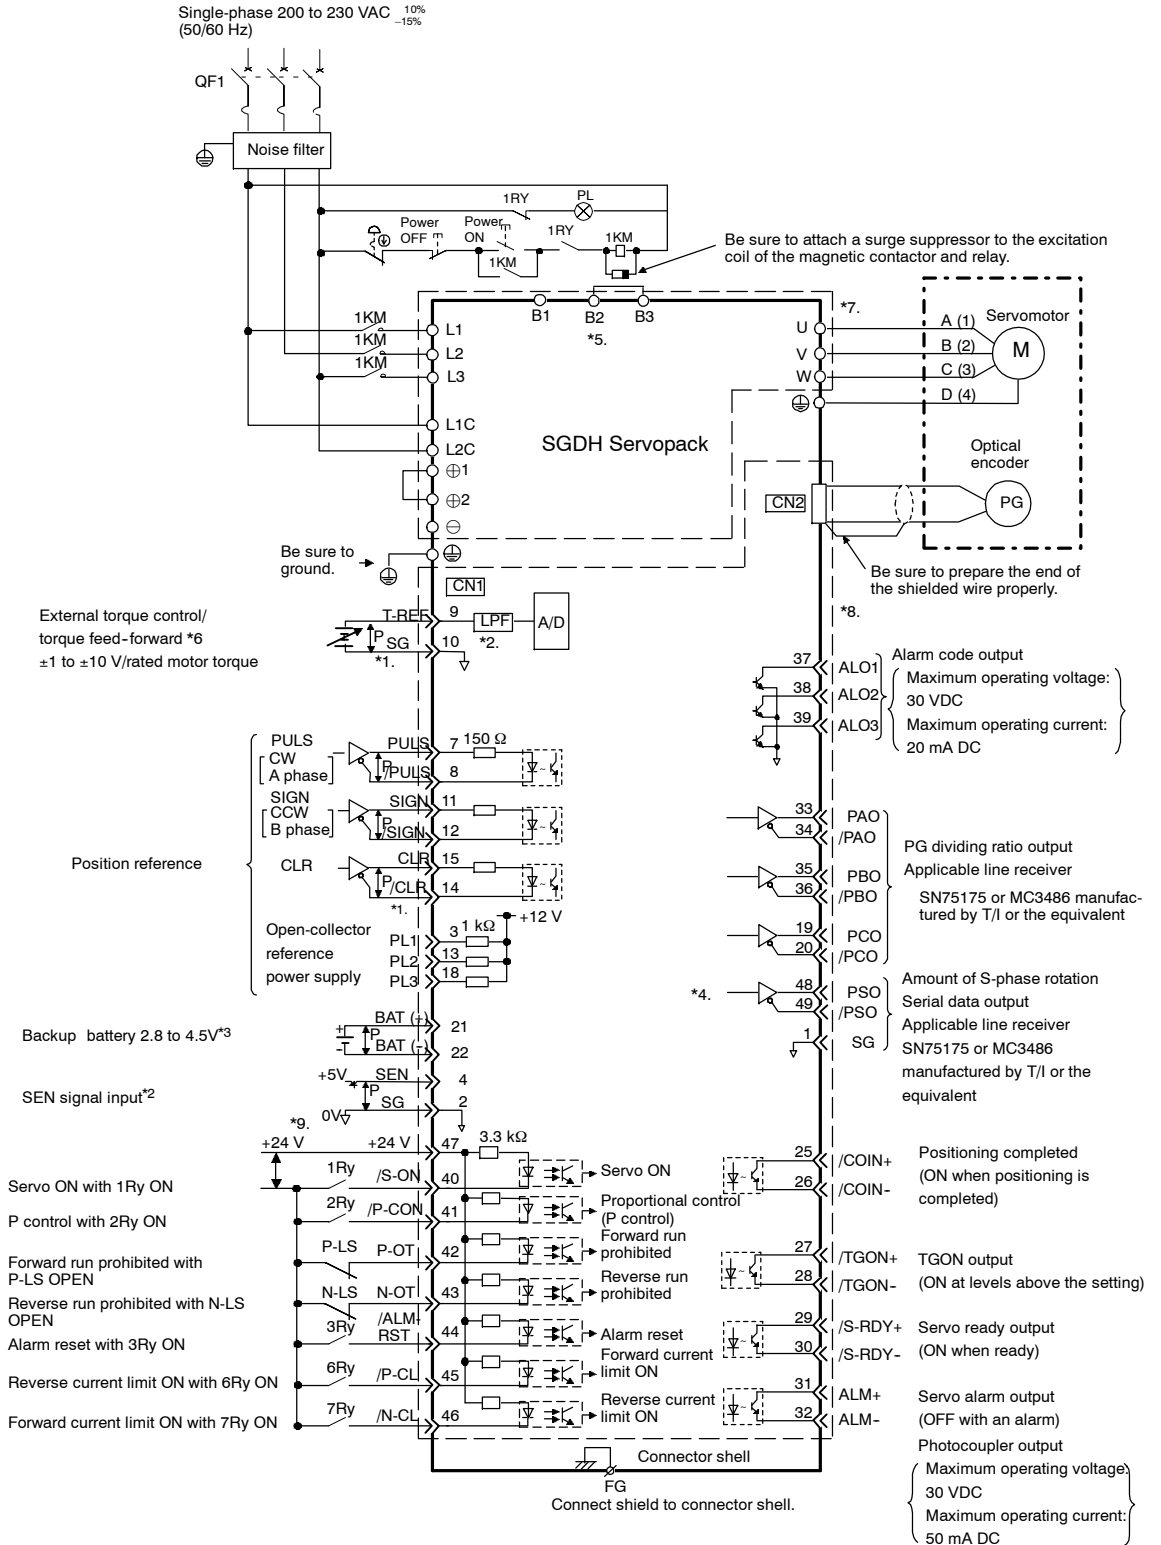 Single-phase 200 to 230 VAC 10% −15%
(50/60 Hz)
QF1
Noise filter
1RY
PL
Power OFF
Power ON
1RY
1KM
1KM
Be sure to attach a surge suppressor to the excitation
coil of the magnetic contactor and relay.
B1
B2
B3
*5.
*7.
1KM
L1
1KM
L2
1KM
L3
L1C
L2C
⊕1
⊕2
⊖
U
V
W
A (1)
B (2)
C (3)
D (4)
Servomotor
M
SGDH Servopack
Optical
encoder
CN2
PG
Be sure to
ground.
Be sure to prepare the end of
the shielded wire properly.
CN1
*8.
External torque control/
torque feed-forward *6
±1 to ±10 V/rated motor torque
T-REF
9
LPF
A/D
P
SG
10
*1.
*2.
37
ALO1
38
ALO2
39
ALO3
Alarm code output
Maximum operating voltage:
30 VDC
Maximum operating current:
20 mA DC
Position reference
PULS
CW
A phase
PULS
7
150 Ω
P
/PULS
8
SIGN
CCW
B phase
SIGN
11
P
/SIGN
12
CLR
CLR
15
P
/CLR
14
*1.
+12 V
Open-collector
reference
power supply
PL1
3
1 kΩ
PL2
13
PL3
18
33
PAO
34
/PAO
35
PBO
36
/PBO
19
PCO
20
/PCO
PG dividing ratio output
Applicable line receiver
SN75175 or MC3486 manufac-
tured by T/I or the equivalent
*4.
48
PSO
49
/PSO
1
SG
Amount of S-phase rotation
Serial data output
Applicable line receiver
SN75175 or MC3486
manufactured by T/I or the
equivalent
Backup battery 2.8 to 4.5V*3
+
-
BAT (+)
21
P
BAT (-)
22
SEN signal input*2
+5V
SEN
4
P
SG
2
0V
*9.
+24 V
+24 V
47
3.3 kΩ
Servo ON with 1Ry ON
1Ry
/S-ON
40
Servo ON
P control with 2Ry ON
2Ry
/P-CON
41
Proportional control
(P control)
Forward run prohibited with
P-LS OPEN
P-LS
P-OT
42
Forward run
prohibited
Reverse run prohibited with N-LS
OPEN
N-LS
N-OT
43
Reverse run
prohibited
Alarm reset with 3Ry ON
3Ry
/ALM-
RST
44
Alarm reset
Reverse current limit ON with 6Ry ON
6Ry
/P-CL
45
Forward current
limit ON
Forward current limit ON with 7Ry ON
7Ry
/N-CL
46
Reverse current
limit ON
25
/COIN+
26
/COIN-
Positioning completed
(ON when positioning is
completed)
27
/TGON+
28
/TGON-
TGON output
(ON at levels above the setting)
29
/S-RDY+
30
/S-RDY-
Servo ready output
(ON when ready)
31
ALM+
32
ALM-
Servo alarm output
(OFF with an alarm)
Photocoupler output
Maximum operating voltage:
30 VDC
Maximum operating current:
50 mA DC
Connector shell
FG
Connect shield to connector shell.